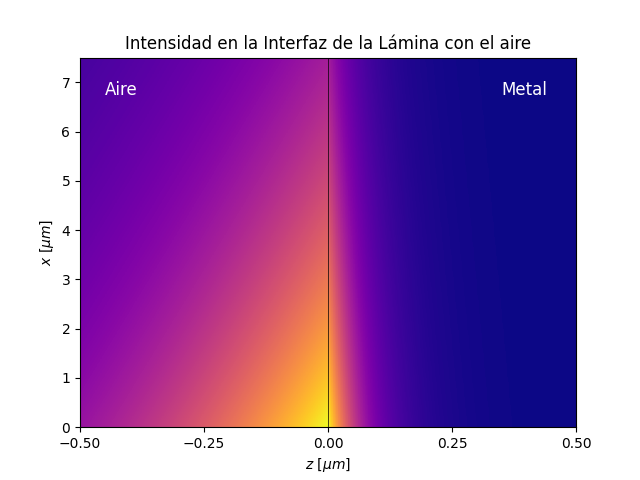 Intensidad en la Interfaz de la Lámina con el aire
Aire
Metal
7
6
5
4
3
2
1
0
x [μm]
−0.50
−0.25
0.00
0.25
0.50
z [μm]